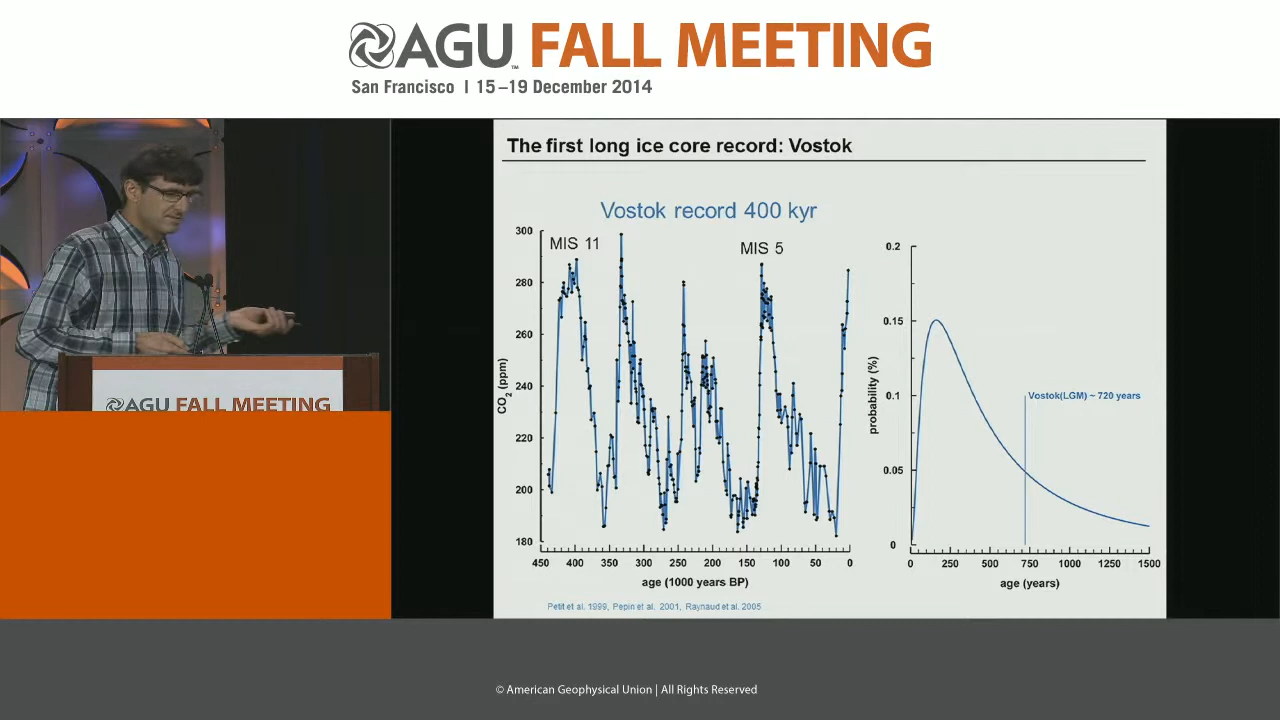 AGU™ FALL MEETING
San Francisco | 15–19 December 2014
The first long ice core record: Vostok
Vostok record 400 kyr
MIS 11
MIS 5
300
280
260
240
220
200
180
CO2 (ppm)
450 400 350 300 250 200 150 100 50 0
age (1000 years BP)
Petit et al. 1999, Pepin et al. 2001, Raynaud et al. 2005
0.2
0.15
0.1
0.05
0
probability (%)
Vostok(LGM) ~ 720 years
0 250 500 750 1000 1250 1500
age (years)
AGU FALL MEETING
© American Geophysical Union | All Rights Reserved